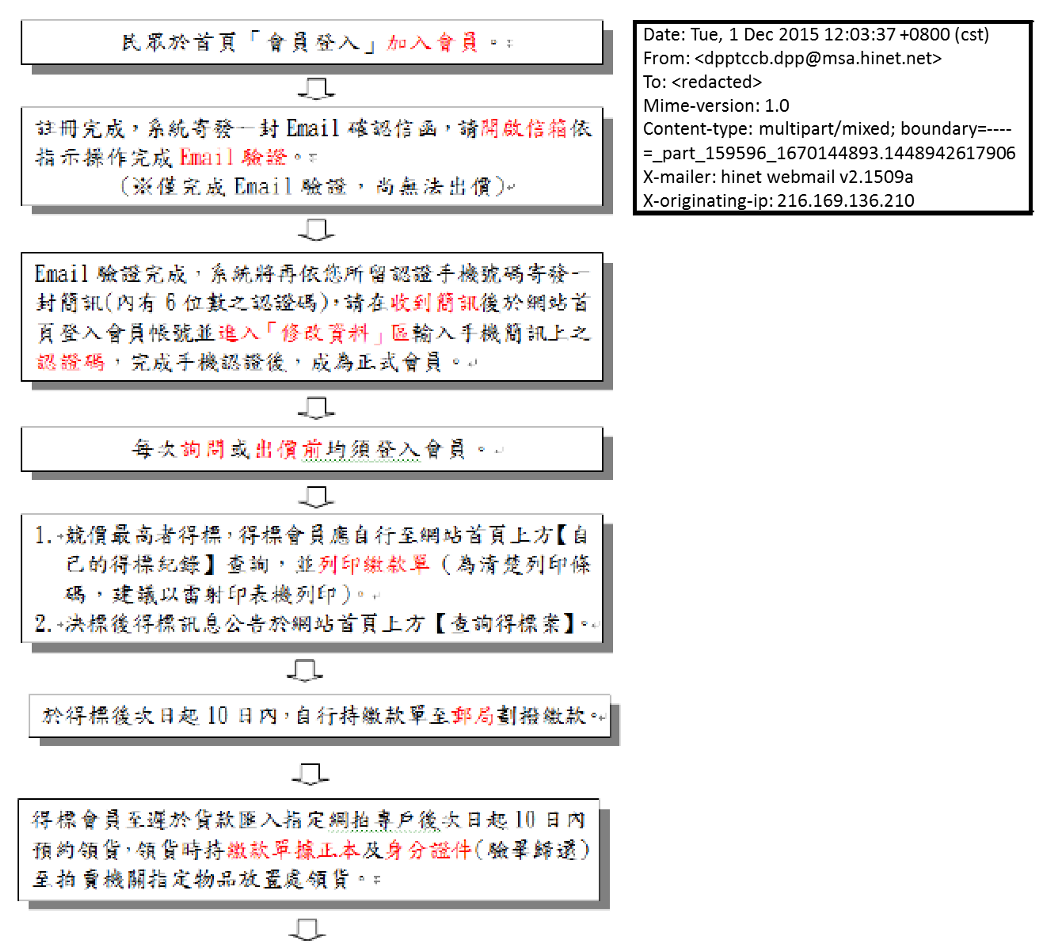 民眾於首頁「會員登入」加入會員。
註冊完成，系統寄發一封 Email 確認信函，請開啟信箱依
指示操作完成 Email 驗證。
(※僅完成 Email 驗證，尚無法出價)
Email 驗證完成，系統將再依您所留認證手機號碼寄發一
封簡訊(內有 6 位數之認證碼)，請在收到簡訊後於網站首
頁登入會員帳號並進入「修改資料」區輸入手機簡訊上之
認證碼，完成手機認證後，成為正式會員。
每次詢問或出價前均須登入會員。
1. 競價最高者得標，得標會員應自行至網站首頁上方【自
己的得標紀錄】查詢，並列印繳款單（為清楚列印條
碼，建議以雷射印表機列印)。
2. 決標後得標訊息公告於網站首頁上方【查詢得標案】。
於得標後次日起 10 日內，自行持繳款單至郵局劃撥繳款。
得標會員至遲於貨款匯入指定網拍專戶後次日起 10 日內
預約領貨，領貨時持繳款單據正本及身分證件(驗畢歸還)
至拍賣機關指定物品放置處領貨。
Date: Tue, 1 Dec 2015 12:03:37 +0800 (cst)
From: <dpptccb.dpp@msa.hinet.net>
To: <redacted>
Mime-version: 1.0
Content-type: multipart/mixed; boundary=----
=_part_159596_1670144893.1448942617906
X-mailer: hinet webmail v2.1509a
X-originating-ip: 216.169.136.210